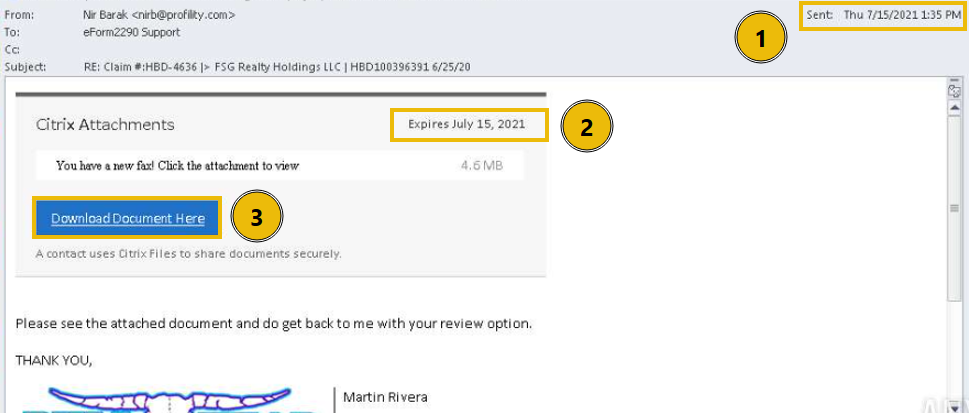 From: Nir Barak <nirb@profility.com>
Sent: Thu 7/15/2021 1:35 PM
To: eForm2290 Support
1
Cc:
Subject: RE: Claim #:HBD-4636 |> FSG Realty Holdings LLC | HBD100396391 6/25/20
Citrix Attachments
Expires July 15, 2021
2
You have a new fax! Click the attachment to view
4.6 MB
Download Document Here
3
A contact uses Citrix Files to share documents securely.
Please see the attached document and do get back to me with your review option.
THANK YOU,
Martin Rivera